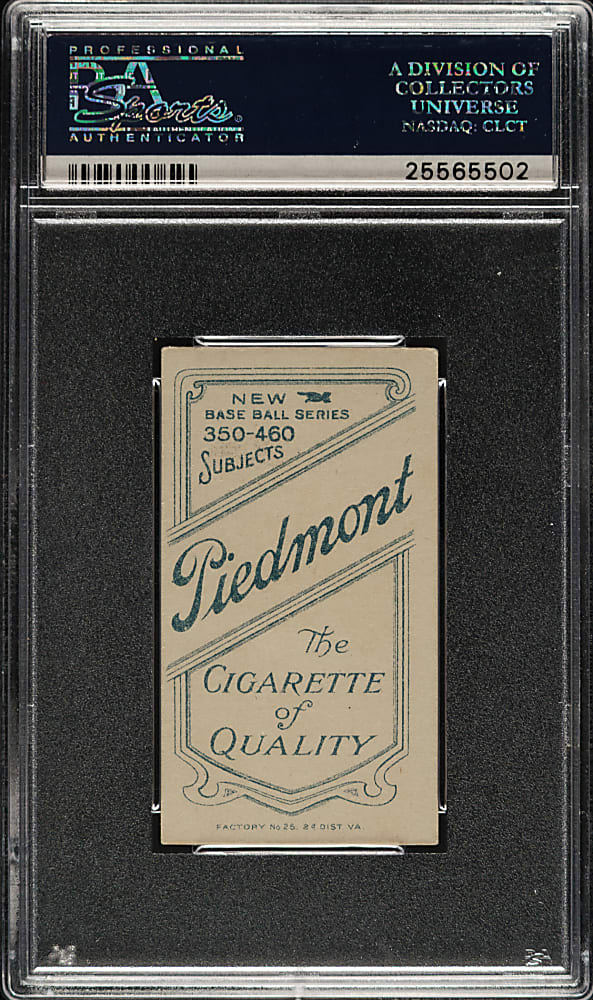 PROFESSIONAL
PSA
Sports®
AUTHENTICATOR
A DIVISION OF
COLLECTORS
UNIVERSE
NASDAQ: CLCT
25565502
NEW
BASE BALL SERIES
350-460
SUBJECTS
Piedmont
The
CIGARETTE
of
QUALITY
FACTORY No 25. 2d DIST. VA.
PSA